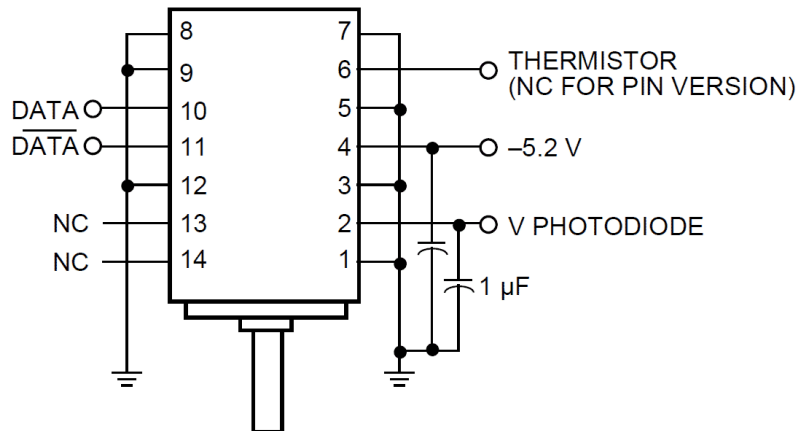 8 7
9 6 THERMISTOR
(NC FOR PIN VERSION)
DATA 10 5
DATA 11 4 –5.2 V
12 3
NC 13 2 V PHOTODIODE
NC 14 1
1 µF